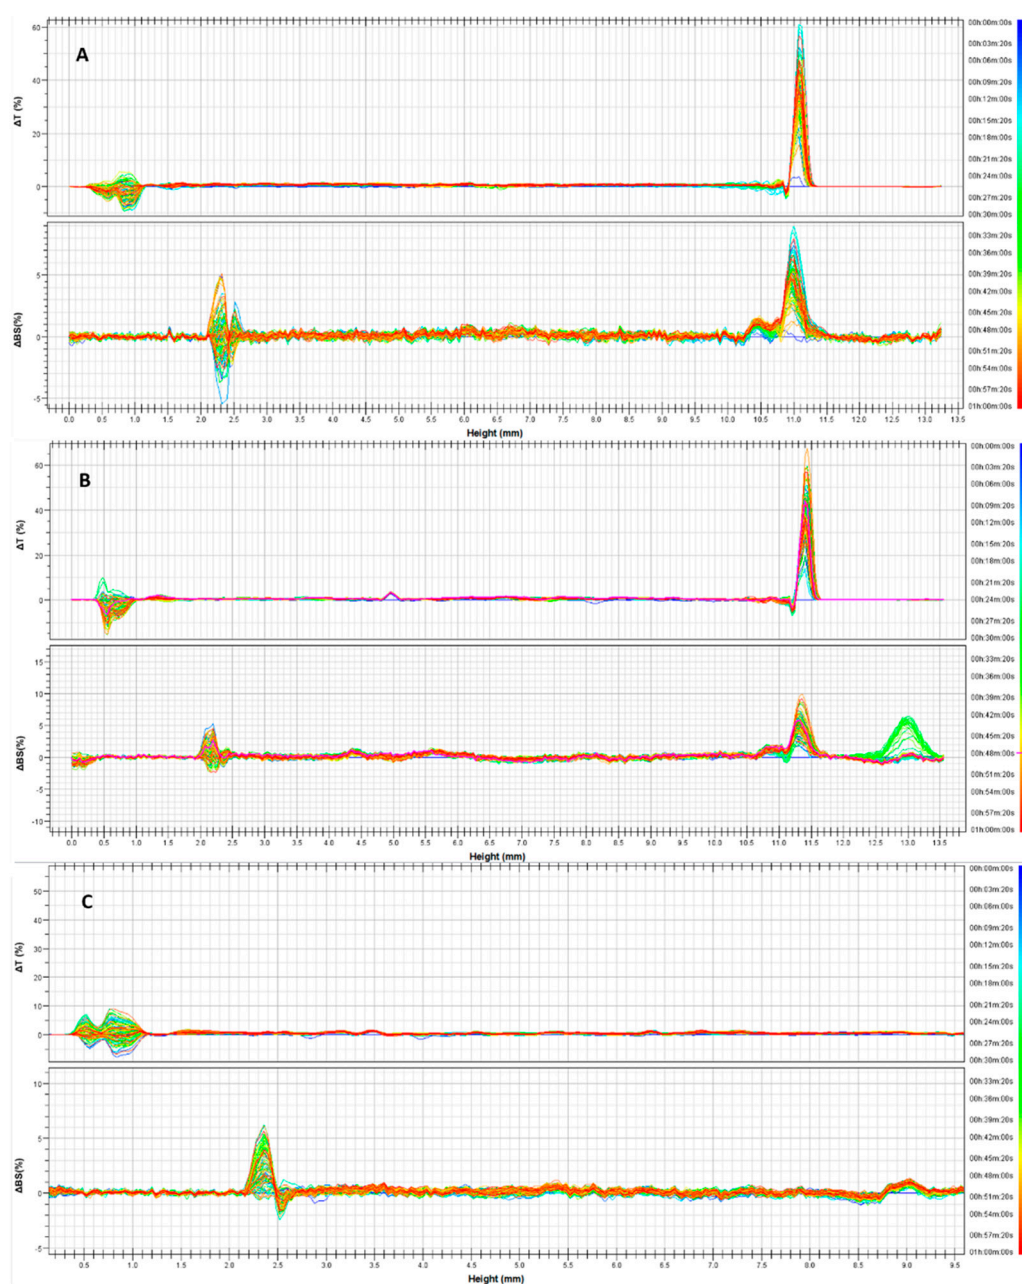 A
ΔT (%)
60
40
20
0
ΔBS(%)
5
0
-5
0.0 0.5 1.0 1.5 2.0 2.5 3.0 3.5 4.0 4.5 5.0 5.5 6.0 6.5 7.0 7.5 8.0 8.5 9.0 9.5 10.0 10.5 11.0 11.5 12.0 12.5 13.0 13.5
Height (mm)
00h:00m:00s
00h:03m:20s
00h:06m:00s
00h:09m:20s
00h:12m:00s
00h:15m:20s
00h:18m:00s
00h:21m:20s
00h:24m:00s
00h:27m:20s
00h:30m:00s
00h:33m:20s
00h:36m:00s
00h:39m:20s
00h:42m:00s
00h:45m:20s
00h:48m:00s
00h:51m:20s
00h:54m:00s
00h:57m:20s
01h:00m:00s
B
ΔT (%)
60
40
20
0
ΔBS(%)
15
10
5
0
-5
-10
0.0 0.5 1.0 1.5 2.0 2.5 3.0 3.5 4.0 4.5 5.0 5.5 6.0 6.5 7.0 7.5 8.0 8.5 9.0 9.5 10.0 10.5 11.0 11.5 12.0 12.5 13.0 13.5
Height (mm)
00h:00m:00s
00h:03m:20s
00h:06m:00s
00h:09m:20s
00h:12m:00s
00h:15m:20s
00h:18m:00s
00h:21m:20s
00h:24m:00s
00h:27m:20s
00h:30m:00s
00h:33m:20s
00h:36m:00s
00h:39m:20s
00h:42m:00s
00h:45m:20s
00h:48m:00s
00h:51m:20s
00h:54m:00s
00h:57m:20s
01h:00m:00s
C
ΔT (%)
50
40
30
20
10
0
ΔBS(%)
10
5
0
-5
0.5 1.0 1.5 2.0 2.5 3.0 3.5 4.0 4.5 5.0 5.5 6.0 6.5 7.0 7.5 8.0 8.5 9.0 9.5
Height (mm)
00h:00m:00s
00h:03m:20s
00h:06m:00s
00h:09m:20s
00h:12m:00s
00h:15m:20s
00h:18m:00s
00h:21m:20s
00h:24m:00s
00h:27m:20s
00h:30m:00s
00h:33m:20s
00h:36m:00s
00h:39m:20s
00h:42m:00s
00h:45m:20s
00h:48m:00s
00h:51m:20s
00h:54m:00s
00h:57m:20s
01h:00m:00s